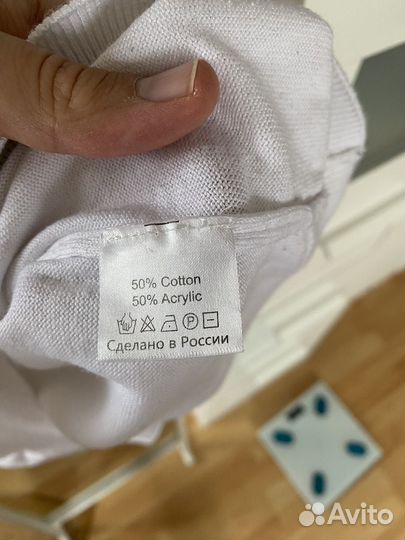 50% Cotton
50% Acrylic
P
Сделано в России
Avito